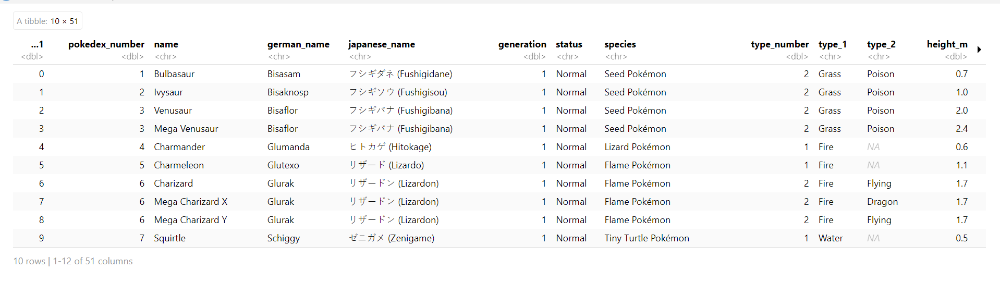 A tibble: 10 × 51
...1 pokedex_number name german_name japanese_name generation status species type_number type_1 type_2 height_m
<dbl> <dbl> <chr> <chr> <chr> <dbl> <chr> <chr> <dbl> <chr> <chr> <dbl>
0 1 Bulbasaur Bisasam フシギダネ (Fushigidane) 1 Normal Seed Pokémon 2 Grass Poison 0.7
1 2 Ivysaur Bisaknosp フシギソウ (Fushigisou) 1 Normal Seed Pokémon 2 Grass Poison 1.0
2 3 Venusaur Bisaflor フシギバナ (Fushigibana) 1 Normal Seed Pokémon 2 Grass Poison 2.0
3 3 Mega Venusaur Bisaflor フシギバナ (Fushigibana) 1 Normal Seed Pokémon 2 Grass Poison 2.4
4 4 Charmander Glumanda ヒトカゲ (Hitokage) 1 Normal Lizard Pokémon 1 Fire NA 0.6
5 5 Charmeleon Glutexo リザード (Lizardo) 1 Normal Flame Pokémon 1 Fire NA 1.1
6 6 Charizard Glurak リザードン (Lizardon) 1 Normal Flame Pokémon 2 Fire Flying 1.7
7 6 Mega Charizard X Glurak リザードン (Lizardon) 1 Normal Flame Pokémon 2 Fire Dragon 1.7
8 6 Mega Charizard Y Glurak リザードン (Lizardon) 1 Normal Flame Pokémon 2 Fire Flying 1.7
9 7 Squirtle Schiggy ゼニガメ (Zenigame) 1 Normal Tiny Turtle Pokémon 1 Water NA 0.5
10 rows | 1-12 of 51 columns